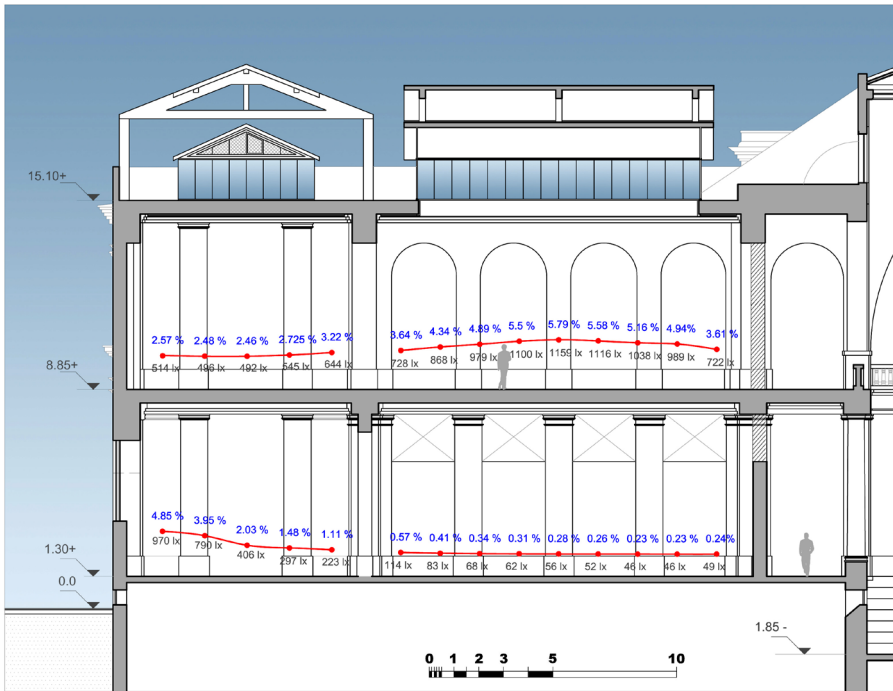 15.10+
2.57 % 2.48 % 2.46 % 2.725 % 3.22 %
514 lx 496 lx 492 lx 545 lx 644 lx
3.64 % 4.34 % 4.89 % 5.5 % 5.79 % 5.58 % 5.16 % 4.94% 3.61 %
728 lx 868 lx 979 lx 1100 lx 1159 lx 1116 lx 1038 lx 989 lx 722 lx
8.85+
4.85 % 3.95 % 2.03 % 1.48 % 1.11 %
970 lx 790 lx 406 lx 297 lx 223 lx
0.57 % 0.41 % 0.34 % 0.31 % 0.28 % 0.26 % 0.23 % 0.23 % 0.24%
114 lx 83 lx 68 lx 62 lx 56 lx 52 lx 46 lx 46 lx 49 lx
1.30+
0.0
1.85 -
0 1 2 3 5 10